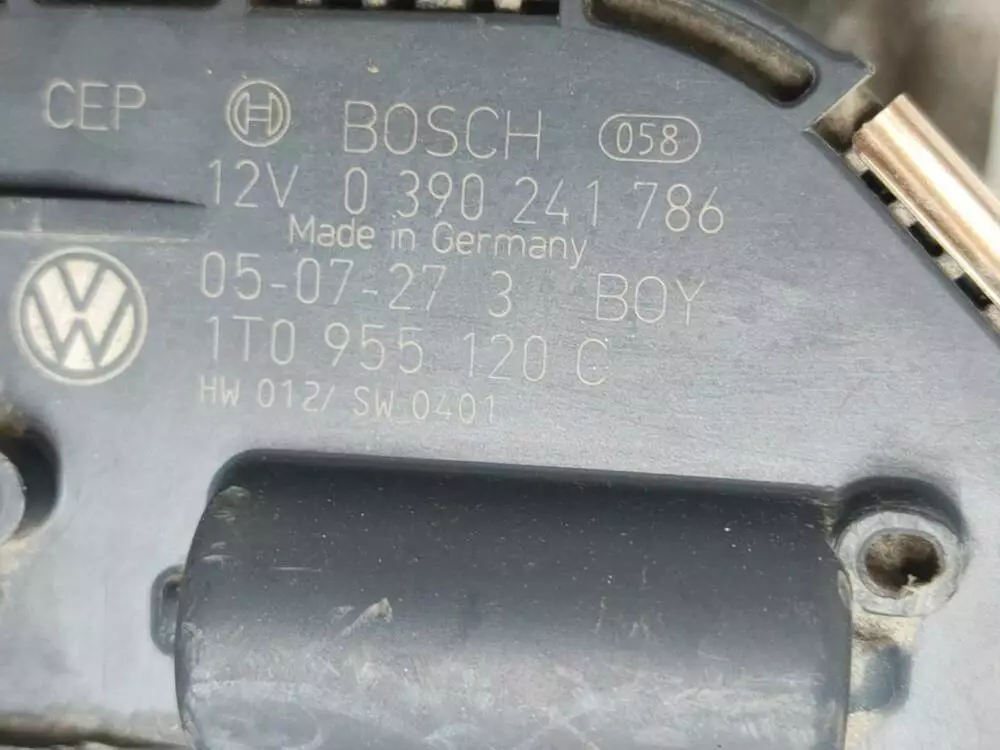 CEP BOSCH 058
12V 0 390 241 786
Made in Germany
05-07-27 3 BOY
1T0 955 120 C
HW 012/ SW 0401
VW